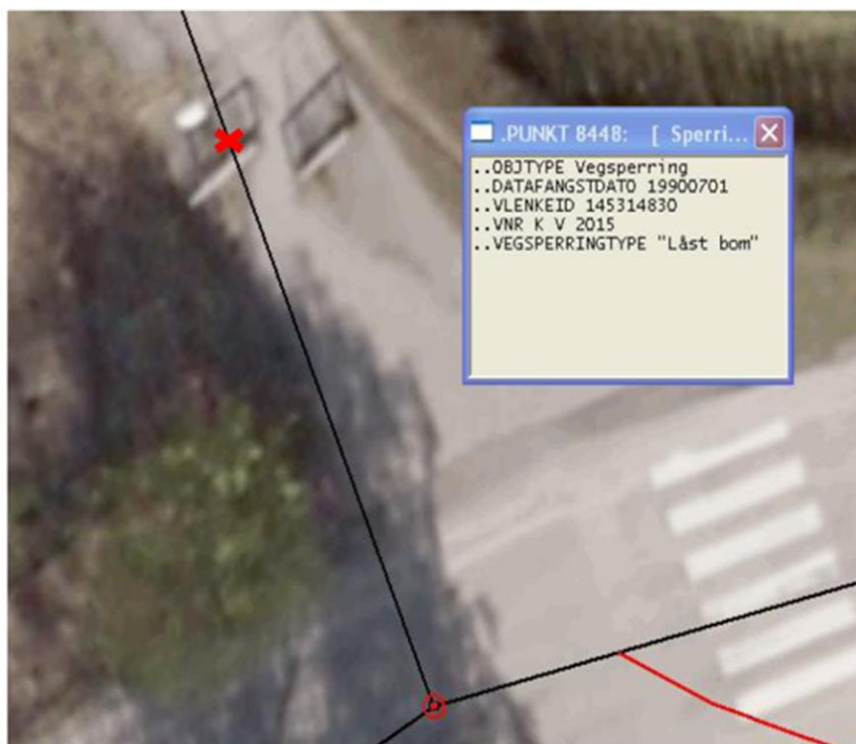 .PUNKT 8448: [ Sperri...
..OBJTYPE Vegsperring
..DATAFANGSTDATO 19900701
..VLENKEID 145314830
..VNR K V 2015
..VEGSPERRINGTYPE "Låst bom"